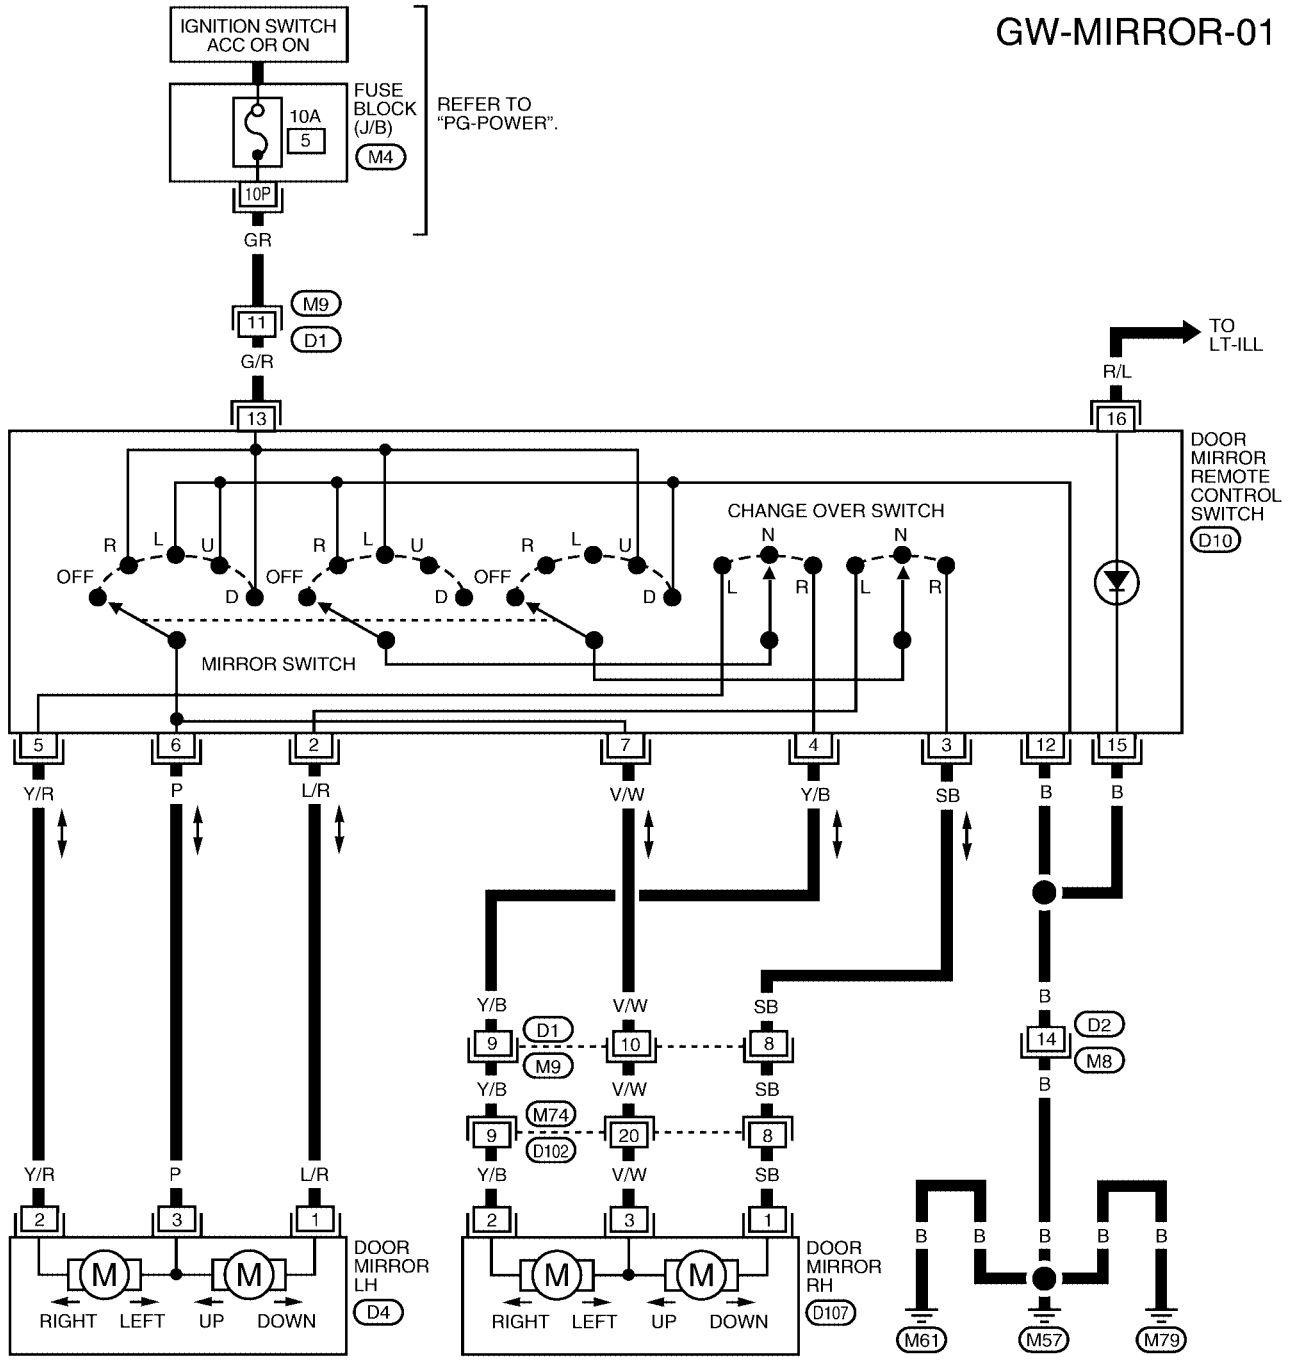 GW-MIRROR-01
IGNITION SWITCH
ACC OR ON
FUSE
BLOCK
(J/B)
M4
10A
5
REFER TO
"PG-POWER".
10P
GR
M9
11
D1
G/R
13
TO
LT-ILL
R/L
16
DOOR
MIRROR
REMOTE
CONTROL
SWITCH
D10
CHANGE OVER SWITCH
R L U
OFF
D
R L U
OFF
D
R L U
OFF
D
N
L R
N
L R
MIRROR SWITCH
5 6 2 7 4 3 12 15
Y/R P L/R V/W Y/B SB B B
Y/B V/W SB B
D1
9 10 8
M9
D2
14
M8
Y/B V/W SB B
M74
9 20 8
D102
Y/R P L/R Y/B V/W SB
2 3 1 2 3 1
B B B B B
M M
RIGHT LEFT UP DOWN
DOOR
MIRROR
LH
D4
M M
RIGHT LEFT UP DOWN
DOOR
MIRROR
RH
D107
M61 M57 M79